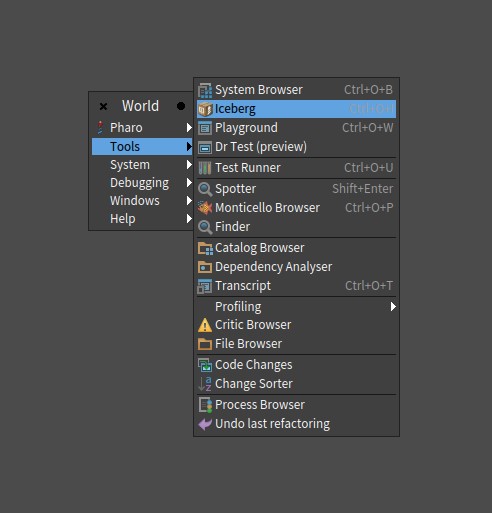 World
Pharo
Tools
System
Debugging
Windows
Help
System Browser Ctrl+O+B
Iceberg
Playground Ctrl+O+W
Dr Test (preview)
Test Runner Ctrl+O+U
Spotter Shift+Enter
Monticello Browser Ctrl+O+P
Finder
Catalog Browser
Dependency Analyser
Transcript Ctrl+O+T
Profiling
Critic Browser
File Browser
Code Changes
Change Sorter
Process Browser
Undo last refactoring